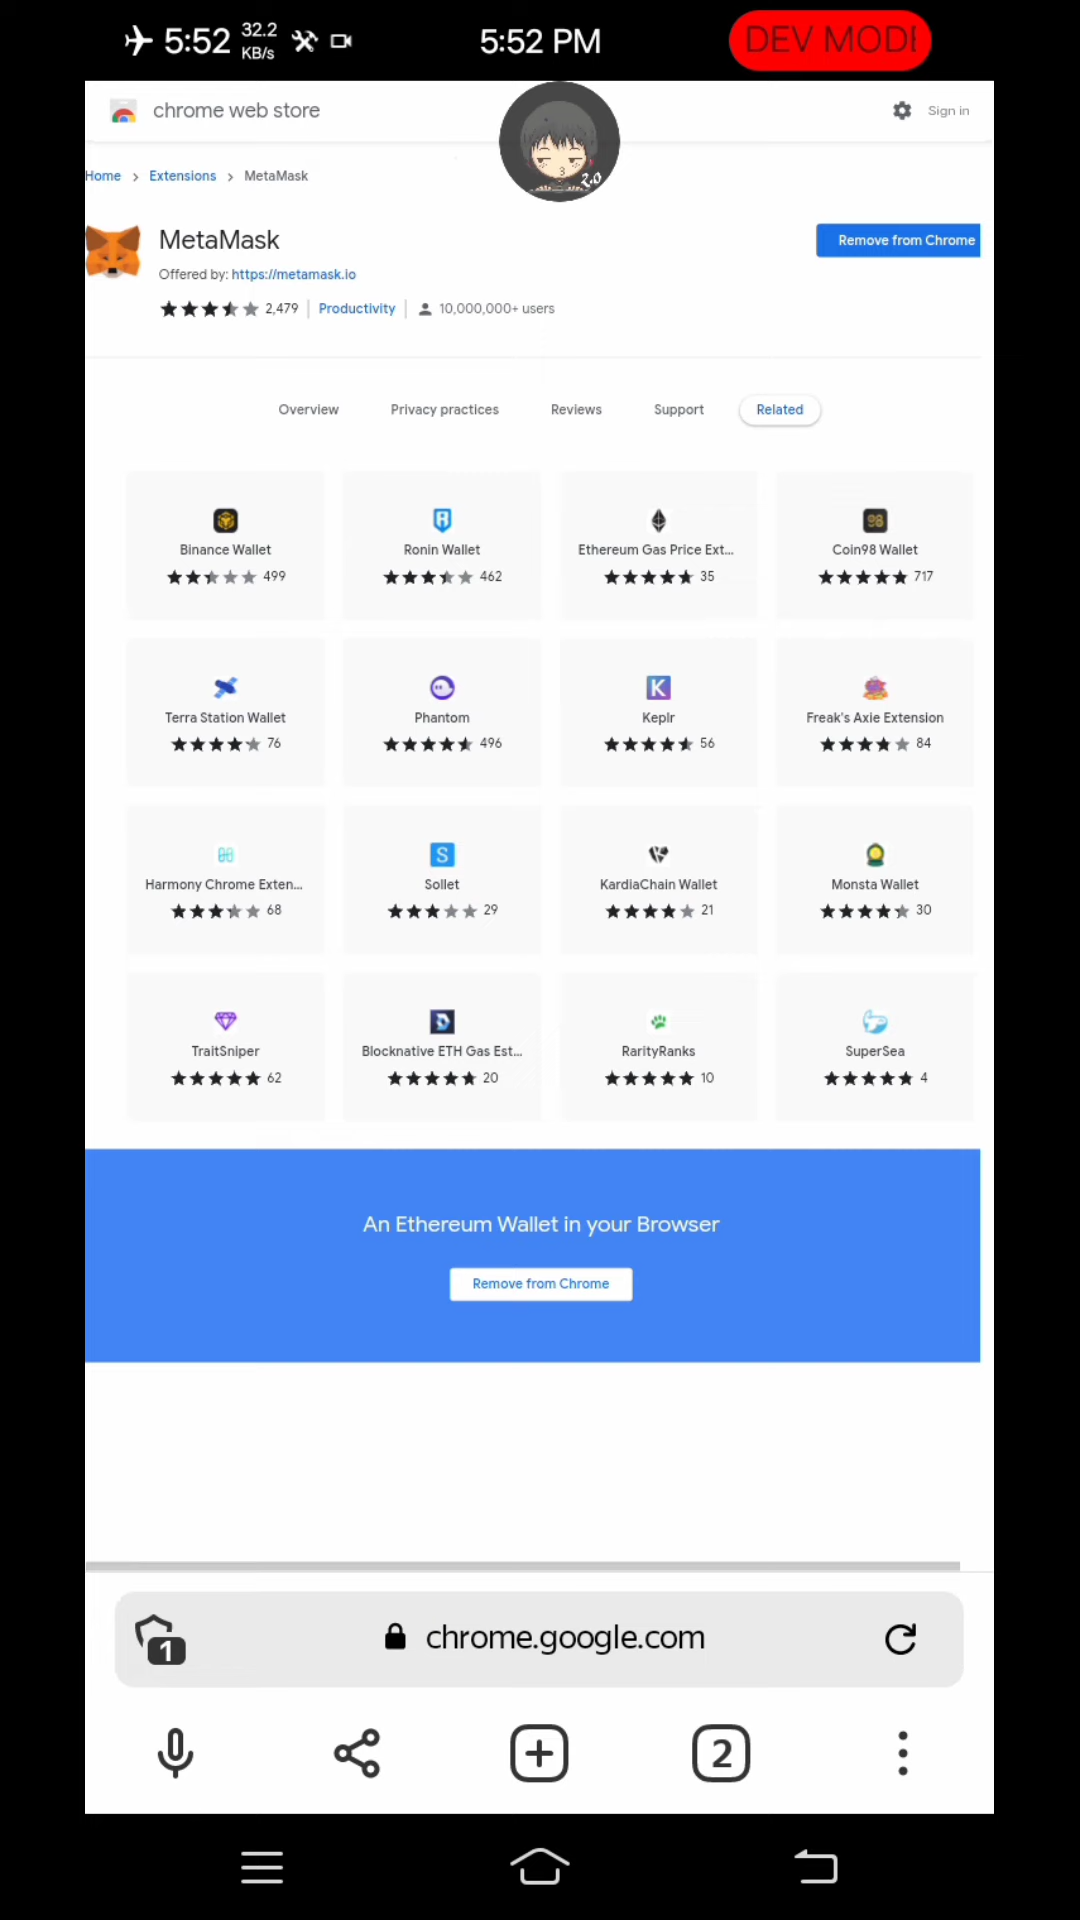 5:52 32.2 KB/s 5:52 PM DEV MODE
chrome web store Sign in
2.0
Home > Extensions > MetaMask
MetaMask Remove from Chrome
Offered by: https://metamask.io
2,479 Productivity 10,000,000+ users
Overview Privacy practices Reviews Support Related
Binance Wallet Ronin Wallet Ethereum Gas Price Ext... Coin98 Wallet
499 462 35 717
Terra Station Wallet Phantom Keplr Freak's Axie Extension
76 496 56 84
Harmony Chrome Exten... Sollet KardiaChain Wallet Monsta Wallet
68 29 21 30
TraitSniper Blocknative ETH Gas Est... RarityRanks SuperSea
62 20 10 4
An Ethereum Wallet in your Browser
Remove from Chrome
1 chrome.google.com
2